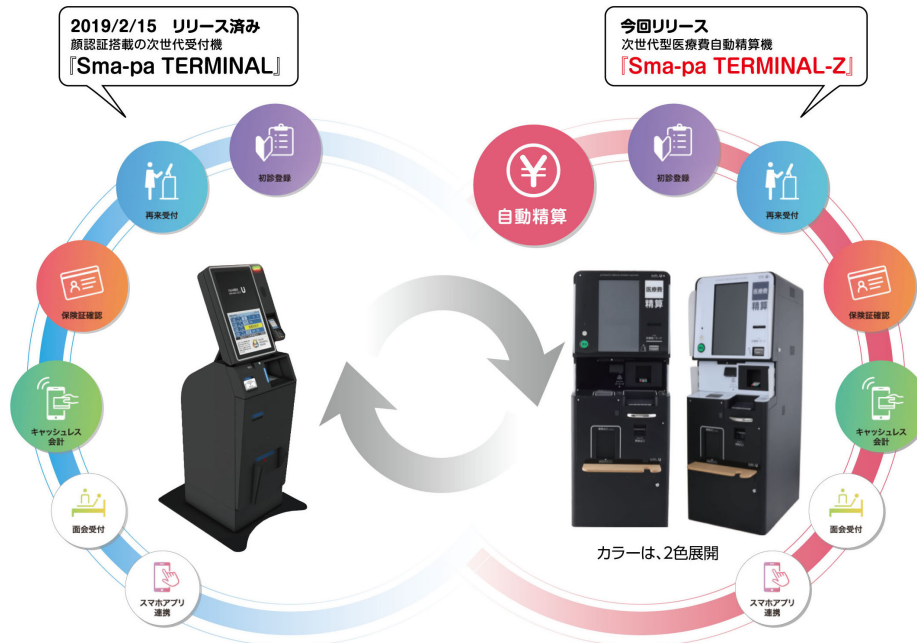 2019/2/15 リリース済み
顔認証搭載の次世代受付機
『Sma-pa TERMINAL』
今回リリース
次世代型医療費自動精算機
『Sma-pa TERMINAL-Z』
初診登録
再来受付
保険証確認
キャッシュレス
会計
面会受付
スマホアプリ
連携
自動精算
初診登録
再来受付
保険証確認
キャッシュレス
会計
面会受付
スマホアプリ
連携
医療費
精算
医療費
精算
カラーは、2色展開